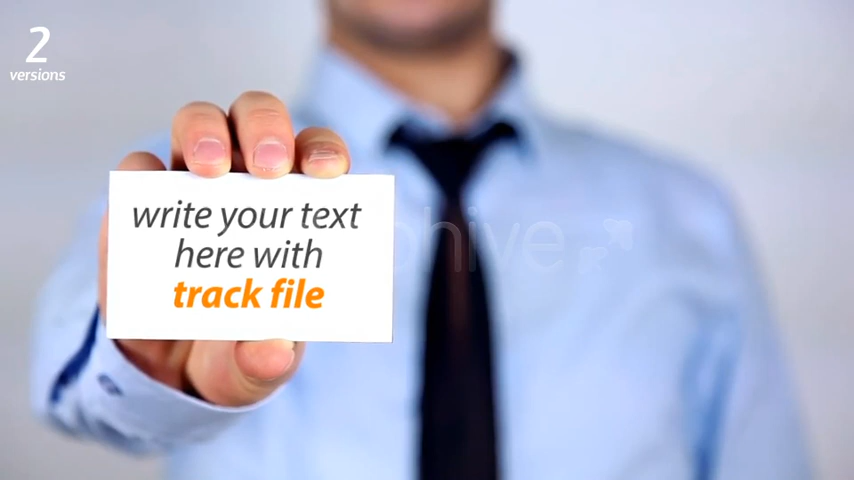 2
versions
write your text
here with
track file